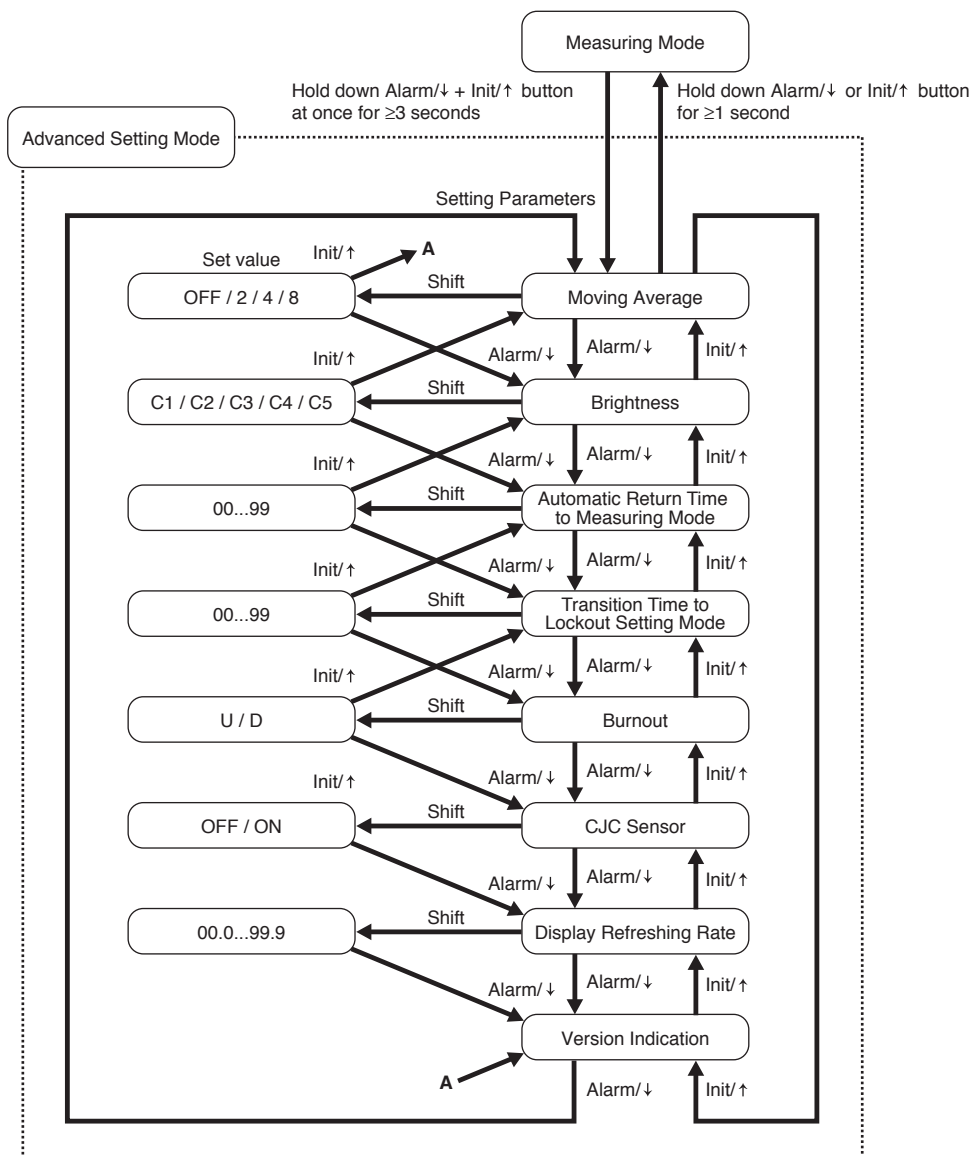 Measuring Mode
Hold down Alarm/↓ + Init/↑ button
at once for ≥3 seconds
Hold down Alarm/↓ or Init/↑ button
for ≥1 second
Advanced Setting Mode
Setting Parameters
Set value
Init/↑
A
OFF / 2 / 4 / 8
Shift
Moving Average
Init/↑
Alarm/↓
Alarm/↓
Init/↑
C1 / C2 / C3 / C4 / C5
Shift
Brightness
Init/↑
Alarm/↓
Alarm/↓
Init/↑
00...99
Shift
Automatic Return Time
to Measuring Mode
Init/↑
Alarm/↓
Alarm/↓
Init/↑
00...99
Shift
Transition Time to
Lockout Setting Mode
Init/↑
Alarm/↓
Alarm/↓
Init/↑
U / D
Shift
Burnout
Init/↑
Alarm/↓
Alarm/↓
Init/↑
OFF / ON
Shift
CJC Sensor
Alarm/↓
Alarm/↓
Init/↑
00.0...99.9
Shift
Display Refreshing Rate
Alarm/↓
Alarm/↓
Init/↑
Version Indication
A
Alarm/↓
Init/↑